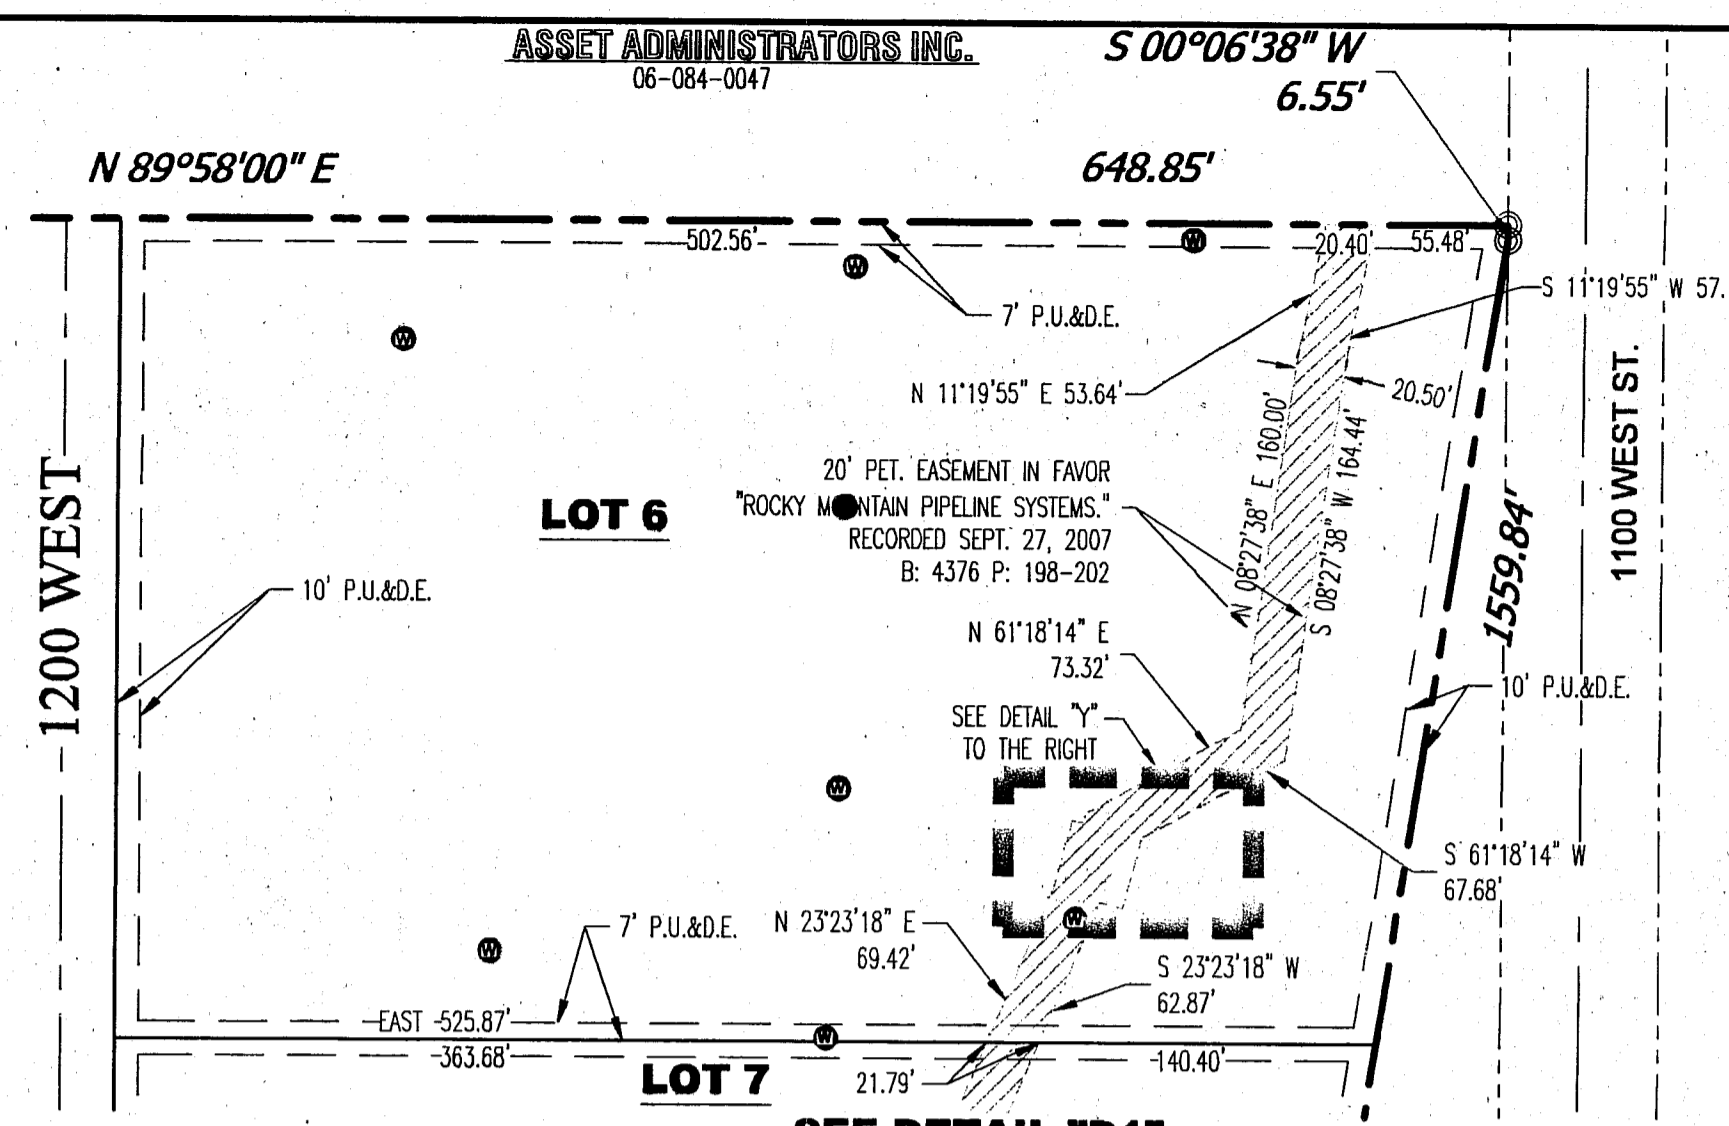 ASSET ADMINISTRATORS INC.
06-084-0047
S 00°06'38" W
6.55'
N 89°58'00" E
648.85'
502.56'
20.40'
55.48'
7' P.U.&D.E.
S 11°19'55" W 57.
N 11°19'55" E 53.64'
20.50'
N 08°27'38" E 160.00'
S 08°27'38" W 164.44'
20' PET. EASEMENT IN FAVOR
"ROCKY M NTAIN PIPELINE SYSTEMS."
RECORDED SEPT. 27, 2007
B: 4376 P: 198-202
LOT 6
1200 WEST
1100 WEST ST.
1559.84'
10' P.U.&D.E.
N 61°18'14" E
73.32'
10' P.U.&D.E.
SEE DETAIL "Y"
TO THE RIGHT
S 61°18'14" W
67.68'
7' P.U.&D.E.
N 23°23'18" E
69.42'
S 23°23'18" W
62.87'
EAST 525.87'
363.68'
140.40'
LOT 7
21.79'
W
W
W
W
W
W
W